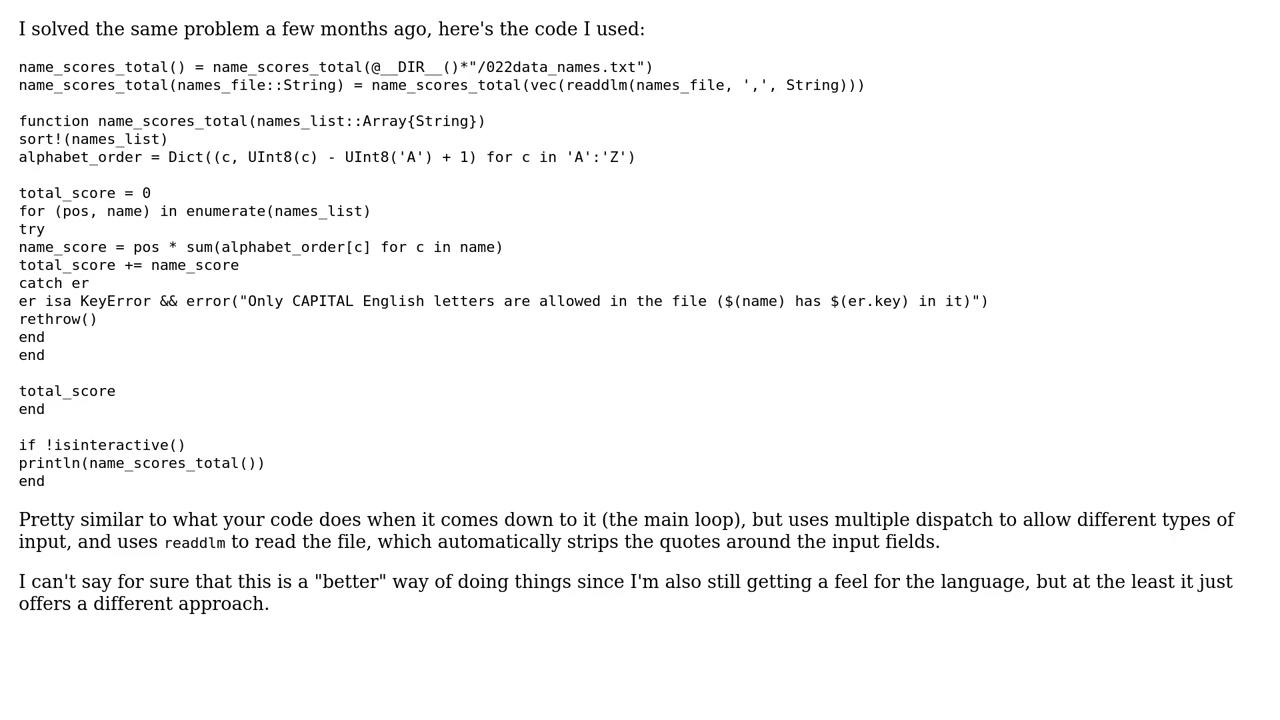 I solved the same problem a few months ago, here's the code I used:
name_scores_total() = name_scores_total(@__DIR__()*"/022data_names.txt")
name_scores_total(names_file::String) = name_scores_total(vec(readdlm(names_file, ',', String)))
function name_scores_total(names_list::Array{String})
sort!(names_list)
alphabet_order = Dict((c, UInt8(c) - UInt8('A') + 1) for c in 'A':'Z')
total_score = 0
for (pos, name) in enumerate(names_list)
try
name_score = pos * sum(alphabet_order[c] for c in name)
total_score += name_score
catch er
er isa KeyError && error("Only CAPITAL English letters are allowed in the file ($(name) has $(er.key) in it)")
rethrow()
end
end
total_score
end
if !isinteractive()
println(name_scores_total())
end
Pretty similar to what your code does when it comes down to it (the main loop), but uses multiple dispatch to allow different types of
input, and uses readdlm to read the file, which automatically strips the quotes around the input fields.
I can't say for sure that this is a "better" way of doing things since I'm also still getting a feel for the language, but at the least it just
offers a different approach.